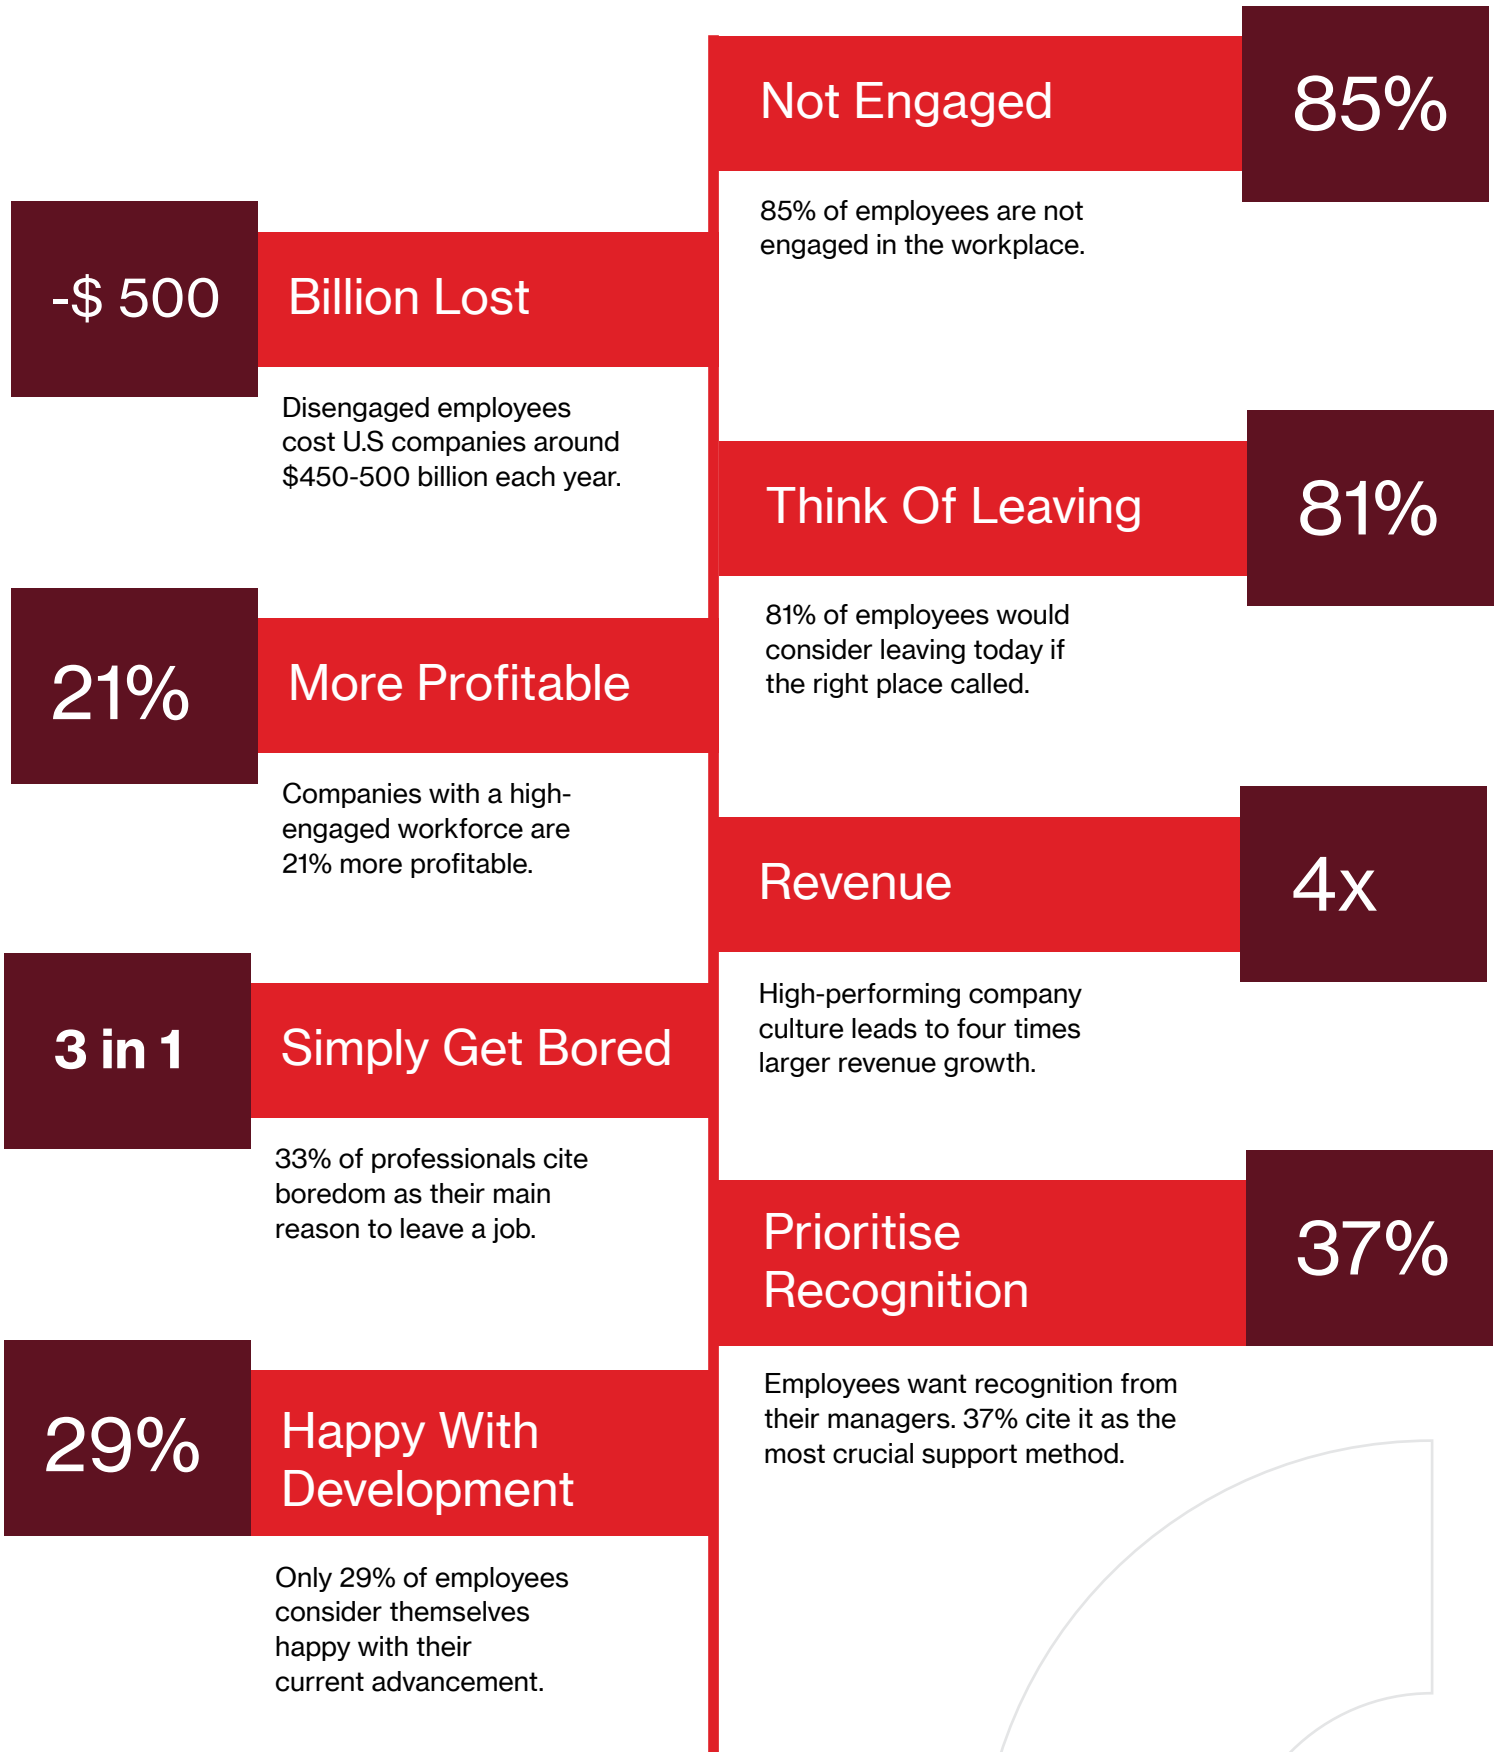 Not Engaged
85%
85% of employees are not
engaged in the workplace.
-$ 500
Billion Lost
Disengaged employees
cost U.S companies around
$450-500 billion each year.
Think Of Leaving
81%
81% of employees would
consider leaving today if
the right place called.
21%
More Profitable
Companies with a high-
engaged workforce are
21% more profitable.
Revenue
4x
High-performing company
culture leads to four times
larger revenue growth.
3 in 1
Simply Get Bored
33% of professionals cite
boredom as their main
reason to leave a job.
Prioritise
Recognition
37%
Employees want recognition from
their managers. 37% cite it as the
most crucial support method.
29%
Happy With
Development
Only 29% of employees
consider themselves
happy with their
current advancement.